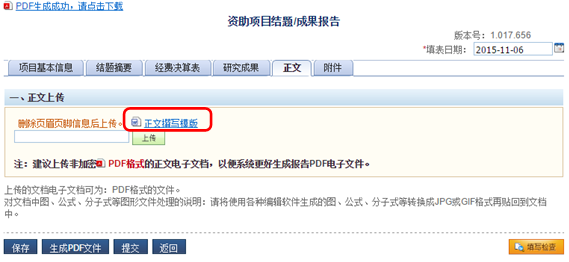 PDF生成成功，请点击下载
资助项目结题/成果报告
版本号：1.017.656
*填表日期：2015-11-06
项目基本信息 结题摘要 经费决算表 研究成果 正文 附件
一、正文上传
删除页眉页脚信息后上传。 正文撰写模版
上传
注：建议上传非加密PDF格式的正文电子文档，以便系统更好生成报告PDF电子文件。
上传的文档电子文档可为：PDF格式的文件。
对文档中图、公式、分子式等图形文件处理的说明：请将使用各种编辑软件生成的图、公式、分子式等转换成JPG或GIF格式再贴回到文档
中。
保存 生成PDF文件 提交 返回 填写检查